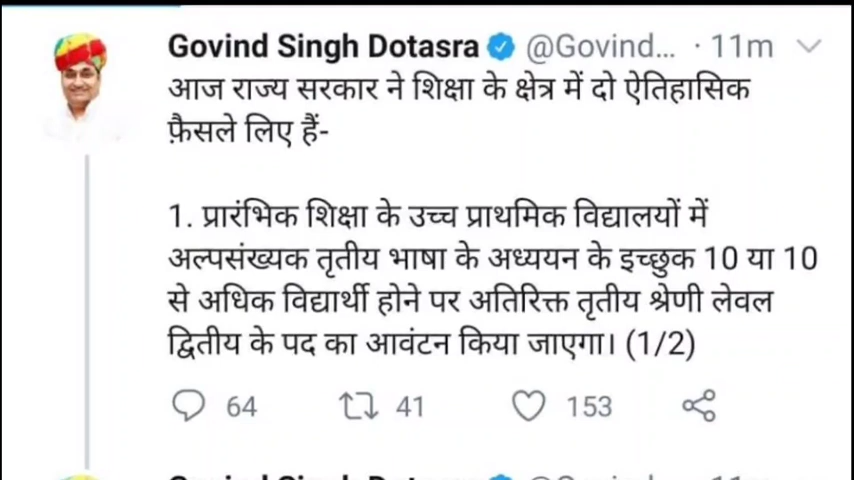 Govind Singh Dotasra @Govind... · 11m
आज राज्य सरकार ने शिक्षा के क्षेत्र में दो ऐतिहासिक
फ़ैसले लिए हैं-
1. प्रारंभिक शिक्षा के उच्च प्राथमिक विद्यालयों में
अल्पसंख्यक तृतीय भाषा के अध्ययन के इच्छुक 10 या 10
से अधिक विद्यार्थी होने पर अतिरिक्त तृतीय श्रेणी लेवल
द्वितीय के पद का आवंटन किया जाएगा। (1/2)
64 41 153